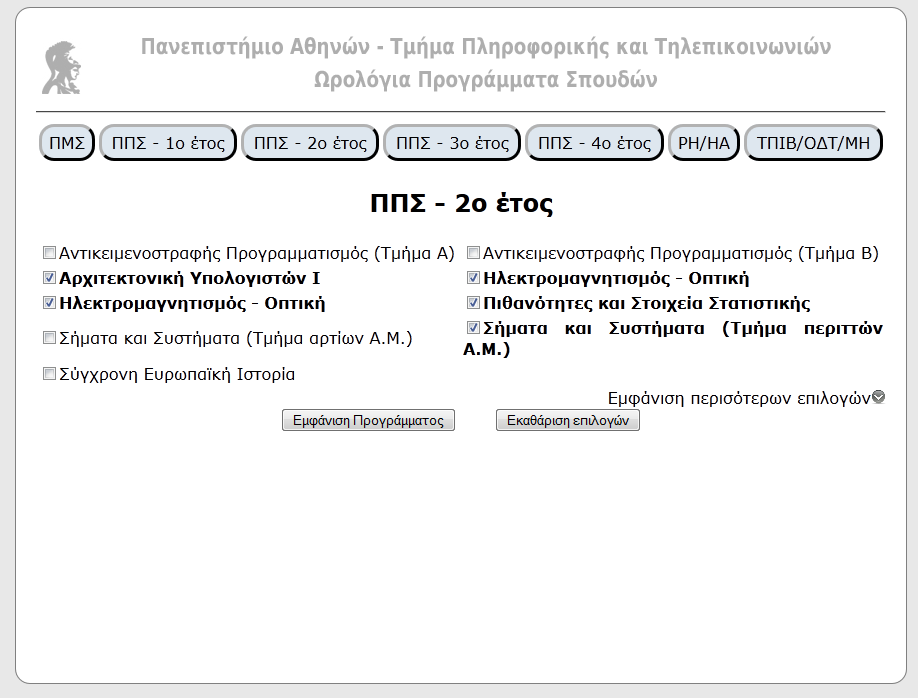 Πανεπιστήμιο Αθηνών - Τμήμα Πληροφορικής και Τηλεπικοινωνιών
Ωρολόγια Προγράμματα Σπουδών
ΠΜΣ ΠΠΣ - 1ο έτος ΠΠΣ - 2ο έτος ΠΠΣ - 3ο έτος ΠΠΣ - 4ο έτος ΡΗ/ΗΑ ΤΠΙΒ/ΟΔΤ/ΜΗ
ΠΠΣ – 2ο έτος
Αντικειμενοστραφής Προγραμματισμός (Τμήμα Α) Αντικειμενοστραφής Προγραμματισμός (Τμήμα Β)
Αρχιτεκτονική Υπολογιστών Ι Ηλεκτρομαγνητισμός - Οπτική
Ηλεκτρομαγνητισμός - Οπτική Πιθανότητες και Στοιχεία Στατιστικής
Σήματα και Συστήματα (Τμήμα αρτίων Α.Μ.) Σήματα και Συστήματα (Τμήμα περιττών
Α.Μ.)
Σύγχρονη Ευρωπαϊκή Ιστορία
Εμφάνιση περισότερων επιλογών
Εμφάνιση Προγράμματος Εκαθάριση επιλογών